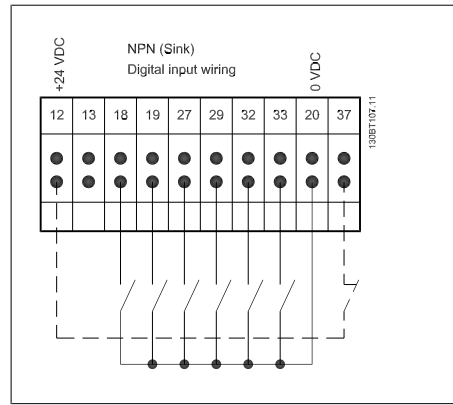 +24 VDC
NPN (Sink)
Digital input wiring
0 VDC
12 13 18 19 27 29 32 33 20 37
130BT107.11